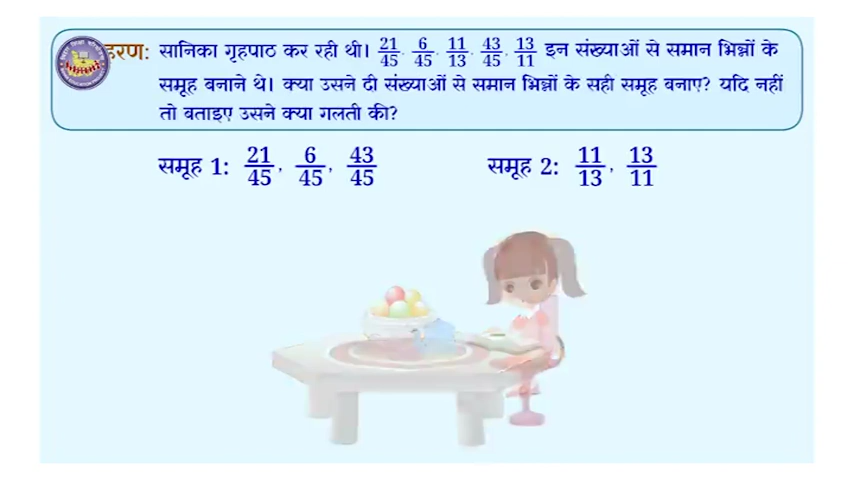 हरण: सानिका गृहपाठ कर रही थी। 21/45, 6/45, 11/13, 43/45, 13/11 इन संख्याओं से समान भिन्नों के
समूह बनाने थे। क्या उसने दी संख्याओं से समान भिन्नों के सही समूह बनाए? यदि नहीं
तो बताइए उसने क्या गलती की?
समूह 1: 21/45, 6/45, 43/45 समूह 2: 11/13, 13/11